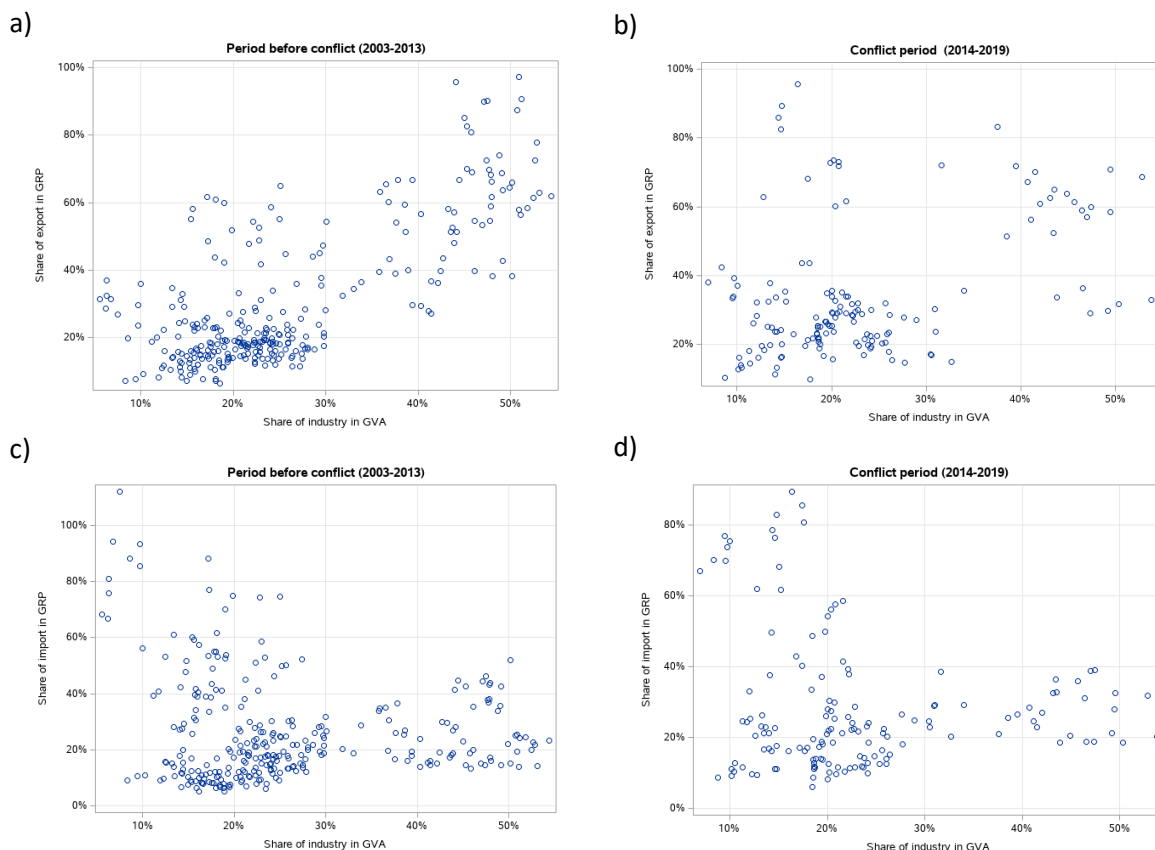 a)
Period before conflict (2003-2013)
100%
80%
60%
40%
20%
Share of export in GRP
10%
20%
30%
40%
50%
Share of industry in GVA
b)
Conflict period (2014-2019)
100%
80%
60%
40%
20%
Share of export in GRP
10%
20%
30%
40%
50%
Share of industry in GVA
c)
Period before conflict (2003-2013)
100%
80%
60%
40%
20%
0%
Share of import in GRP
10%
20%
30%
40%
50%
Share of industry in GVA
d)
Conflict period (2014-2019)
80%
60%
40%
20%
0%
Share of import in GRP
10%
20%
30%
40%
50%
Share of industry in GVA